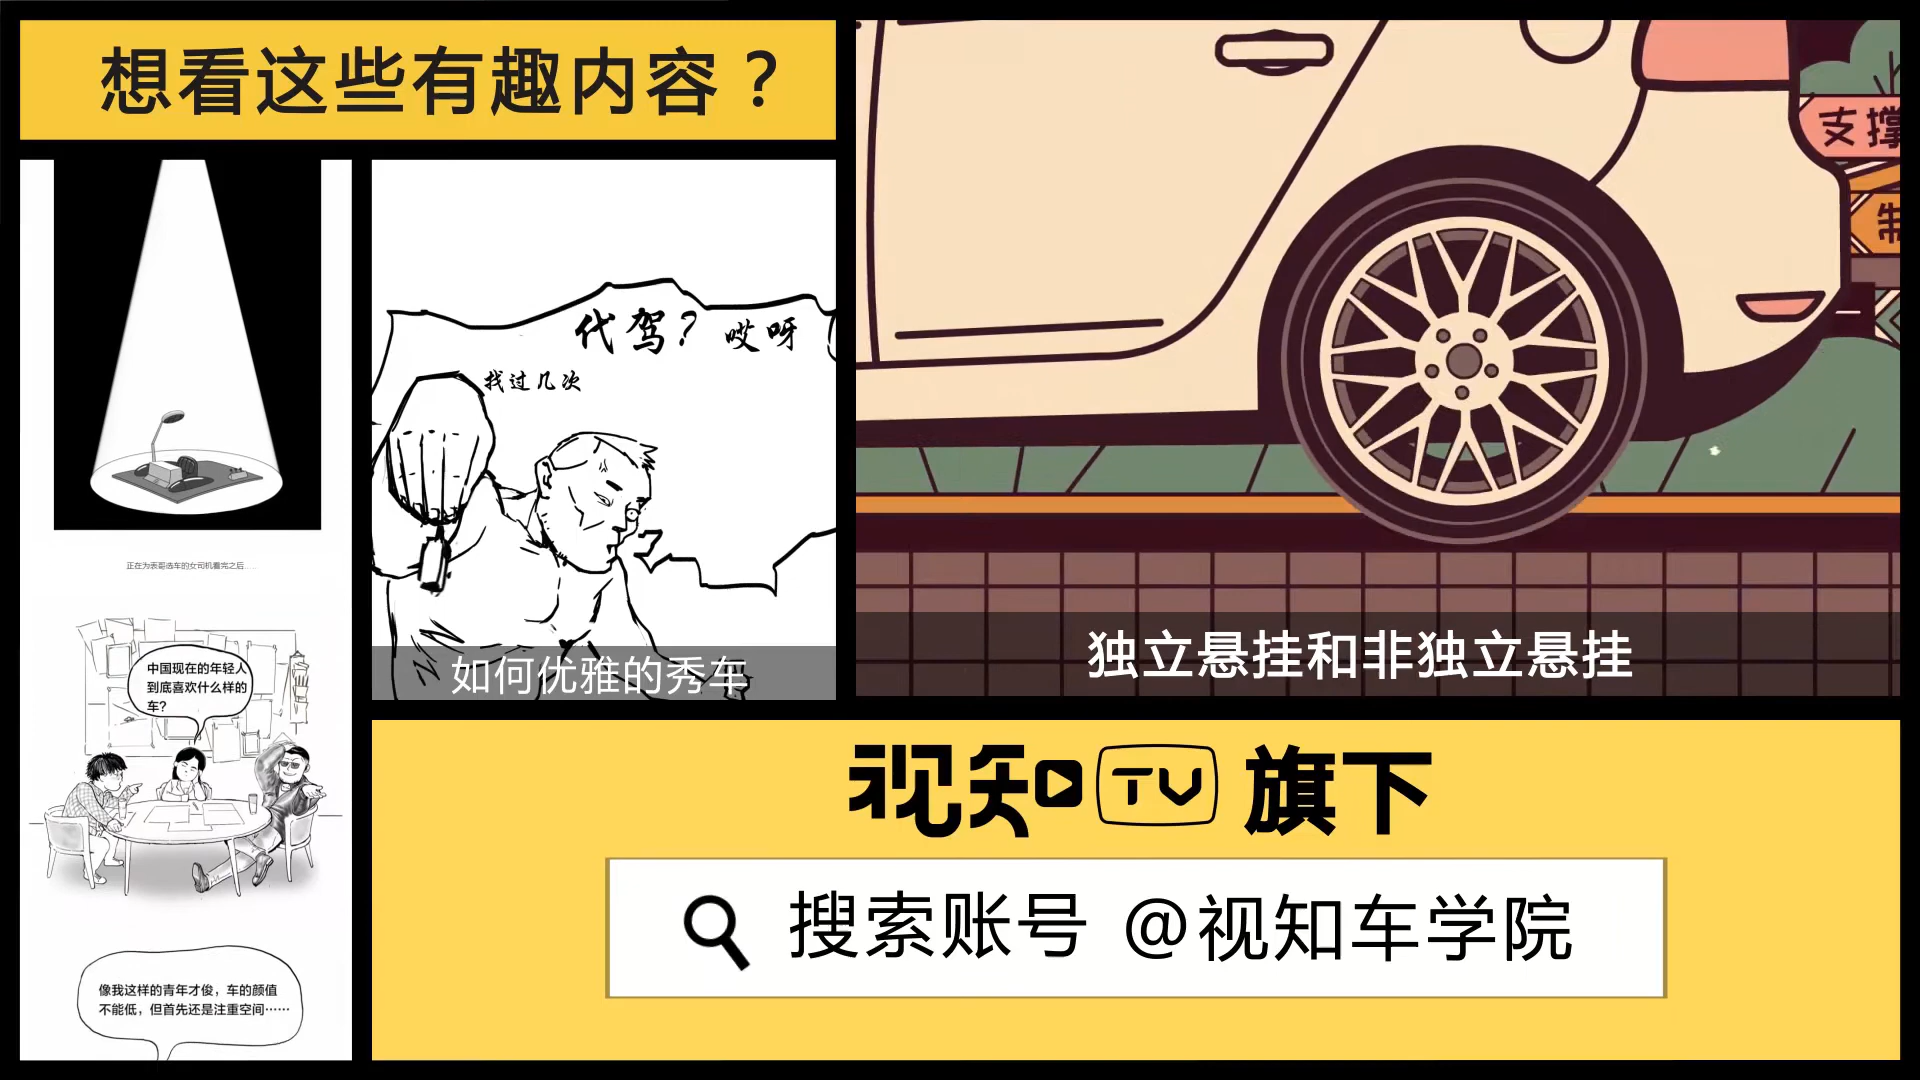 想看这些有趣内容？
正在为表哥选车的女司机看完之后……
中国现在的年轻人
到底喜欢什么样的
车？
像我这样的青年才俊，车的颜值
不能低，但首先还是注重空间……
代驾？哎呀
找过几次
如何优雅的秀车
支撑
制
独立悬挂和非独立悬挂
视知TV 旗下
搜索账号 @视知车学院